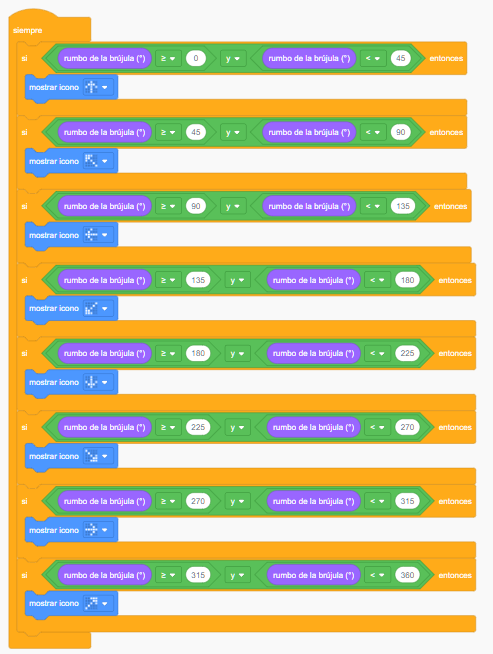 siempre
si rumbo de la brújula (°) ≥ 0 y rumbo de la brújula (°) < 45 entonces
mostrar icono
si rumbo de la brújula (°) ≥ 45 y rumbo de la brújula (°) < 90 entonces
mostrar icono
si rumbo de la brújula (°) ≥ 90 y rumbo de la brújula (°) < 135 entonces
mostrar icono
si rumbo de la brújula (°) ≥ 135 y rumbo de la brújula (°) < 180 entonces
mostrar icono
si rumbo de la brújula (°) ≥ 180 y rumbo de la brújula (°) < 225 entonces
mostrar icono
si rumbo de la brújula (°) ≥ 225 y rumbo de la brújula (°) < 270 entonces
mostrar icono
si rumbo de la brújula (°) ≥ 270 y rumbo de la brújula (°) < 315 entonces
mostrar icono
si rumbo de la brújula (°) ≥ 315 y rumbo de la brújula (°) < 360 entonces
mostrar icono